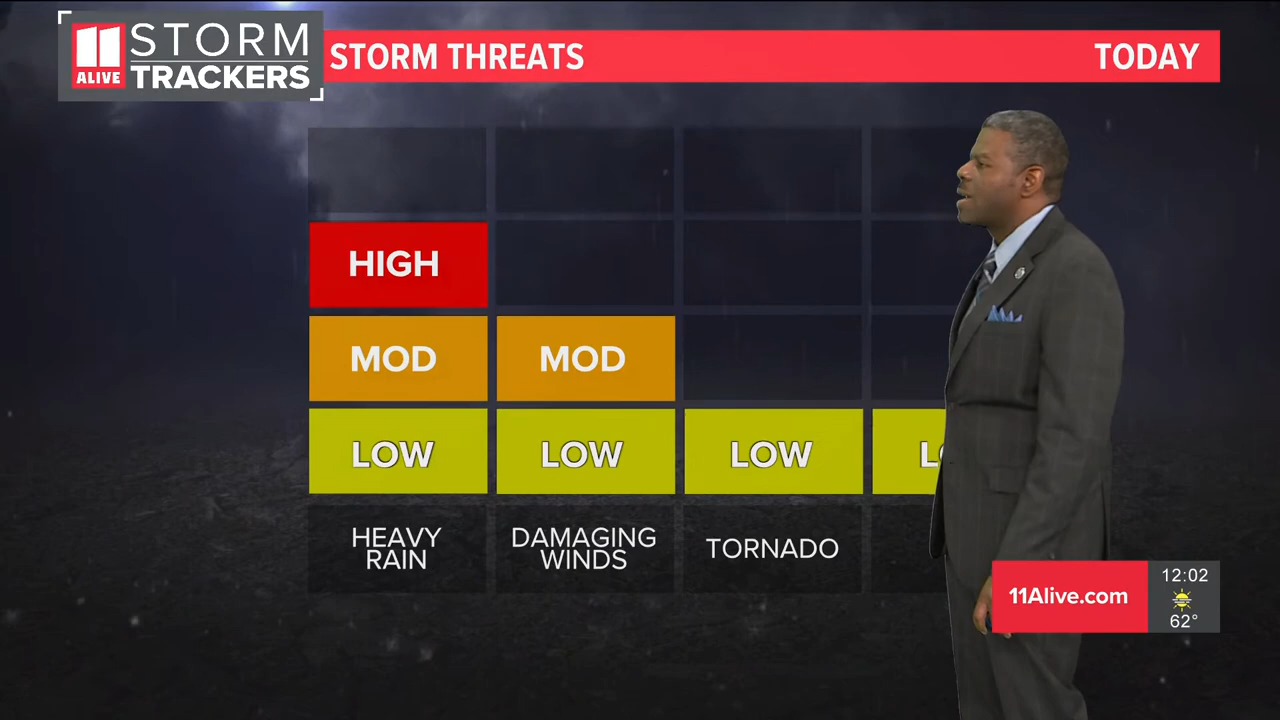 11 ALIVE
STORM
TRACKERS
STORM THREATS
TODAY
HIGH
MOD MOD
LOW LOW LOW
HEAVY
RAIN
DAMAGING
WINDS
TORNADO
11Alive.com
12:02
62°